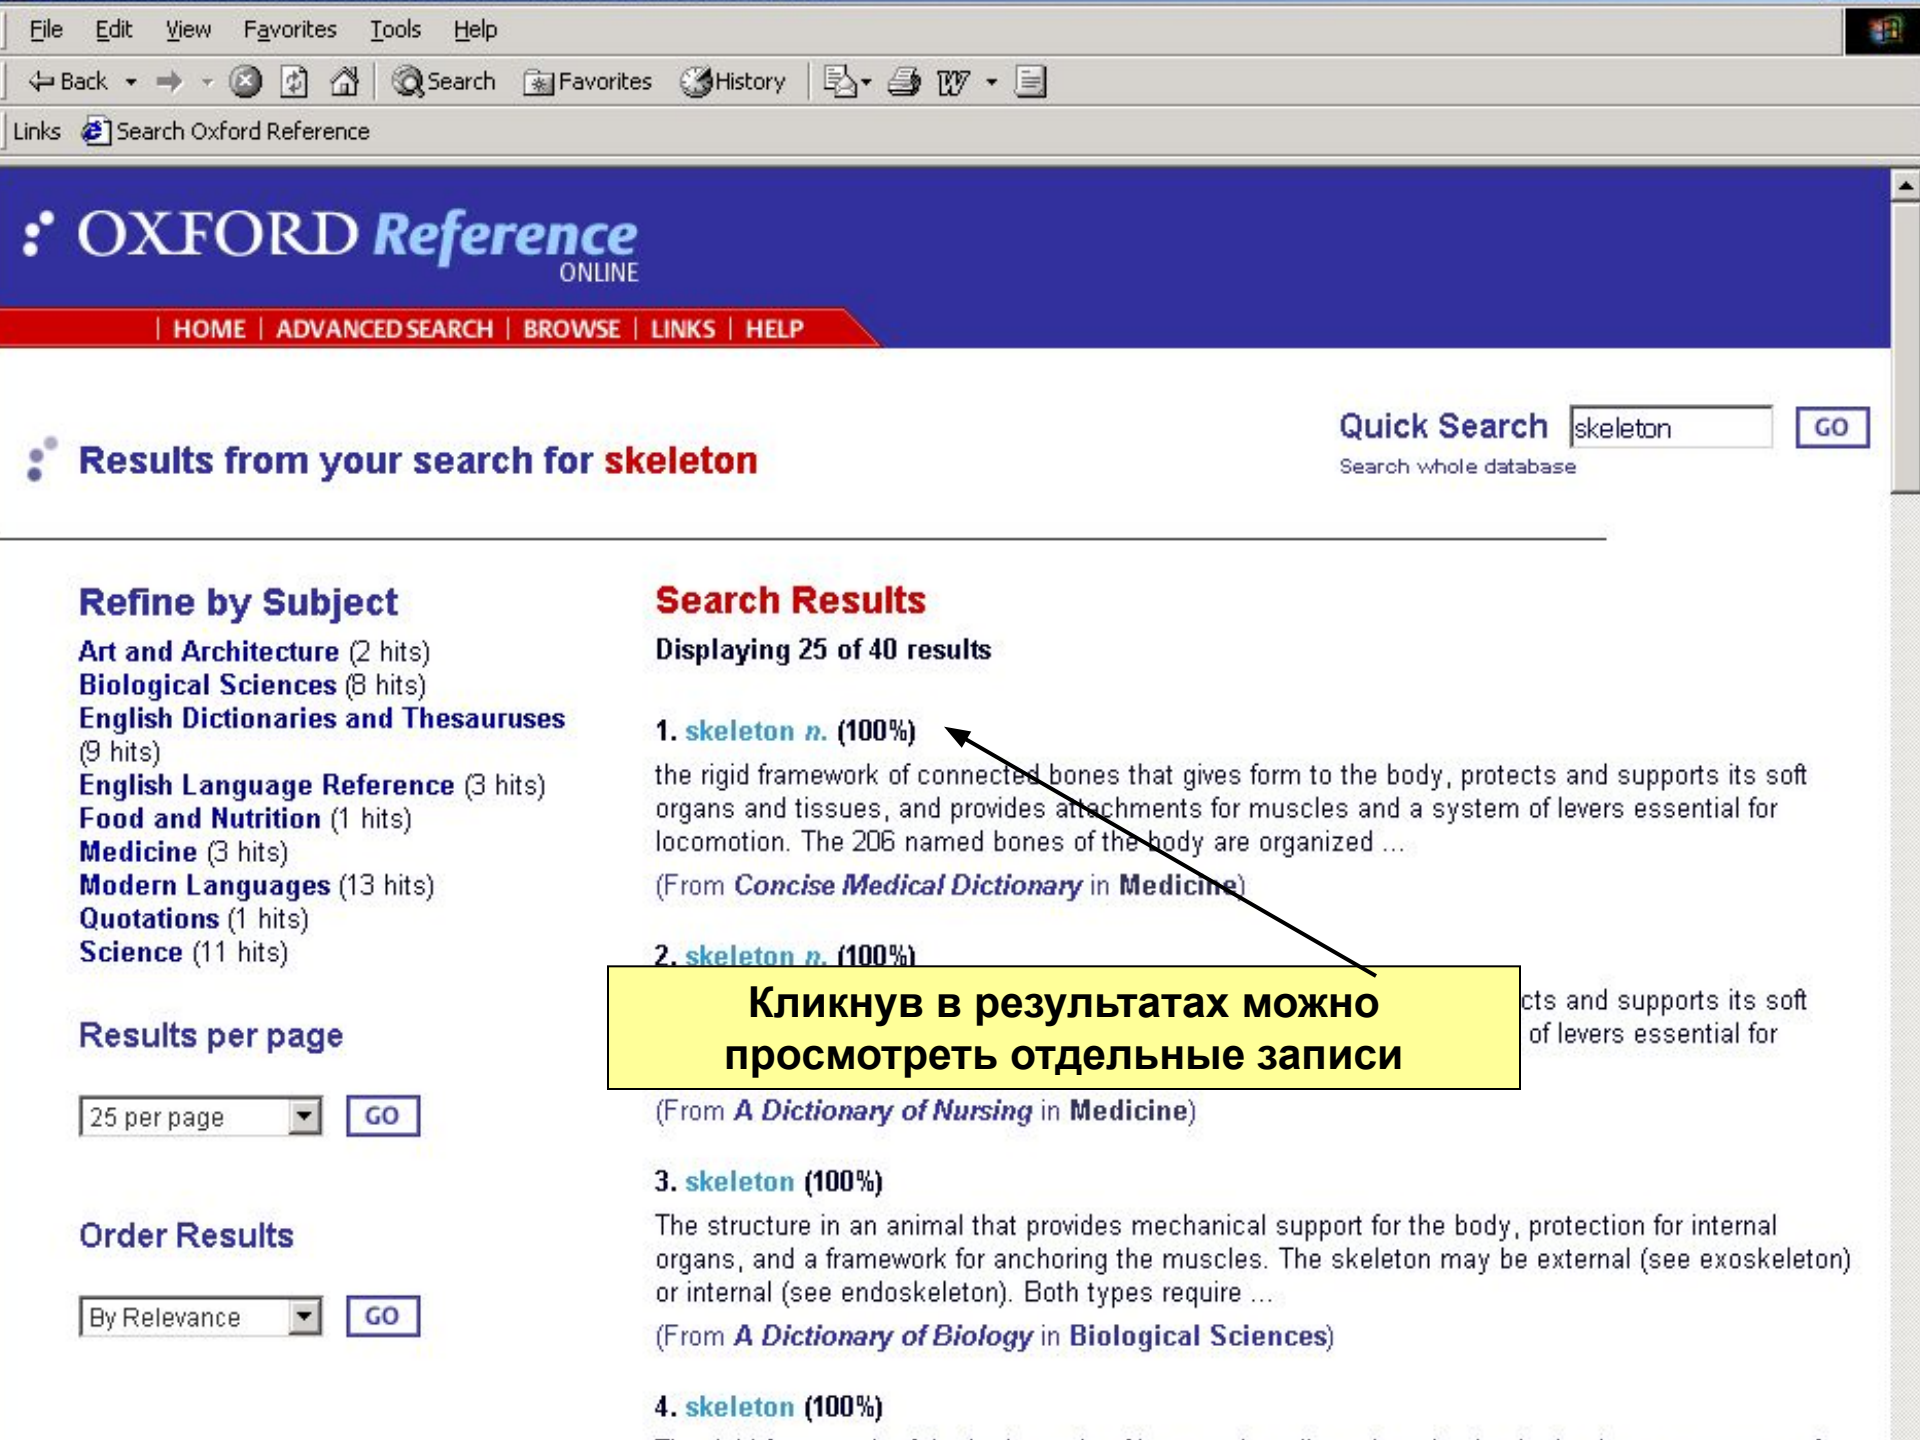 File Edit View Favorites Tools Help
Back Search Favorites History
Links Search Oxford Reference
OXFORD Reference
ONLINE
| HOME | ADVANCED SEARCH | BROWSE | LINKS | HELP
Quick Search skeleton GO
Search whole database
Results from your search for skeleton
Refine by Subject
Art and Architecture (2 hits)
Biological Sciences (8 hits)
English Dictionaries and Thesauruses
(9 hits)
English Language Reference (3 hits)
Food and Nutrition (1 hits)
Medicine (3 hits)
Modern Languages (13 hits)
Quotations (1 hits)
Science (11 hits)
Results per page
25 per page GO
Order Results
By Relevance GO
Search Results
Displaying 25 of 40 results
1. skeleton n. (100%)
the rigid framework of connected bones that gives form to the body, protects and supports its soft
organs and tissues, and provides attachments for muscles and a system of levers essential for
locomotion. The 206 named bones of the body are organized ...
(From Concise Medical Dictionary in Medicine)
2. skeleton n. (100%)
Кликнув в результатах можно
просмотреть отдельные записи
cts and supports its soft
of levers essential for
(From A Dictionary of Nursing in Medicine)
3. skeleton (100%)
The structure in an animal that provides mechanical support for the body, protection for internal
organs, and a framework for anchoring the muscles. The skeleton may be external (see exoskeleton)
or internal (see endoskeleton). Both types require ...
(From A Dictionary of Biology in Biological Sciences)
4. skeleton (100%)